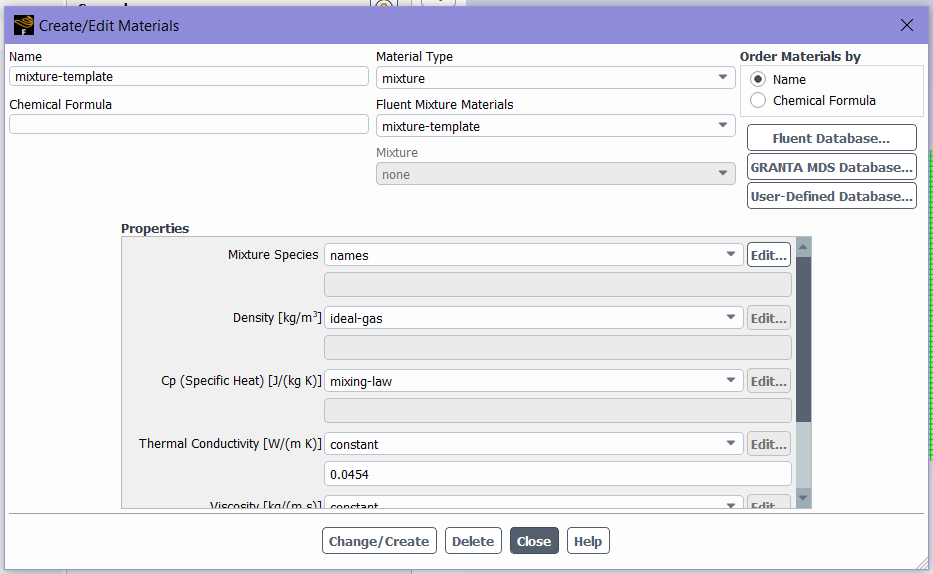 Create/Edit Materials
Name
mixture-template
Chemical Formula
Material Type
mixture
Fluent Mixture Materials
mixture-template
Mixture
none
Order Materials by
Name
Chemical Formula
Fluent Database...
GRANTA MDS Database...
User-Defined Database...
Properties
Mixture Species names Edit...
Density [kg/m³] ideal-gas Edit...
Cp (Specific Heat) [J/(kg K)] mixing-law Edit...
Thermal Conductivity [W/(m K)] constant Edit...
0.0454
Viscosity [kg/(m s)] constant Edit...
Change/Create Delete Close Help